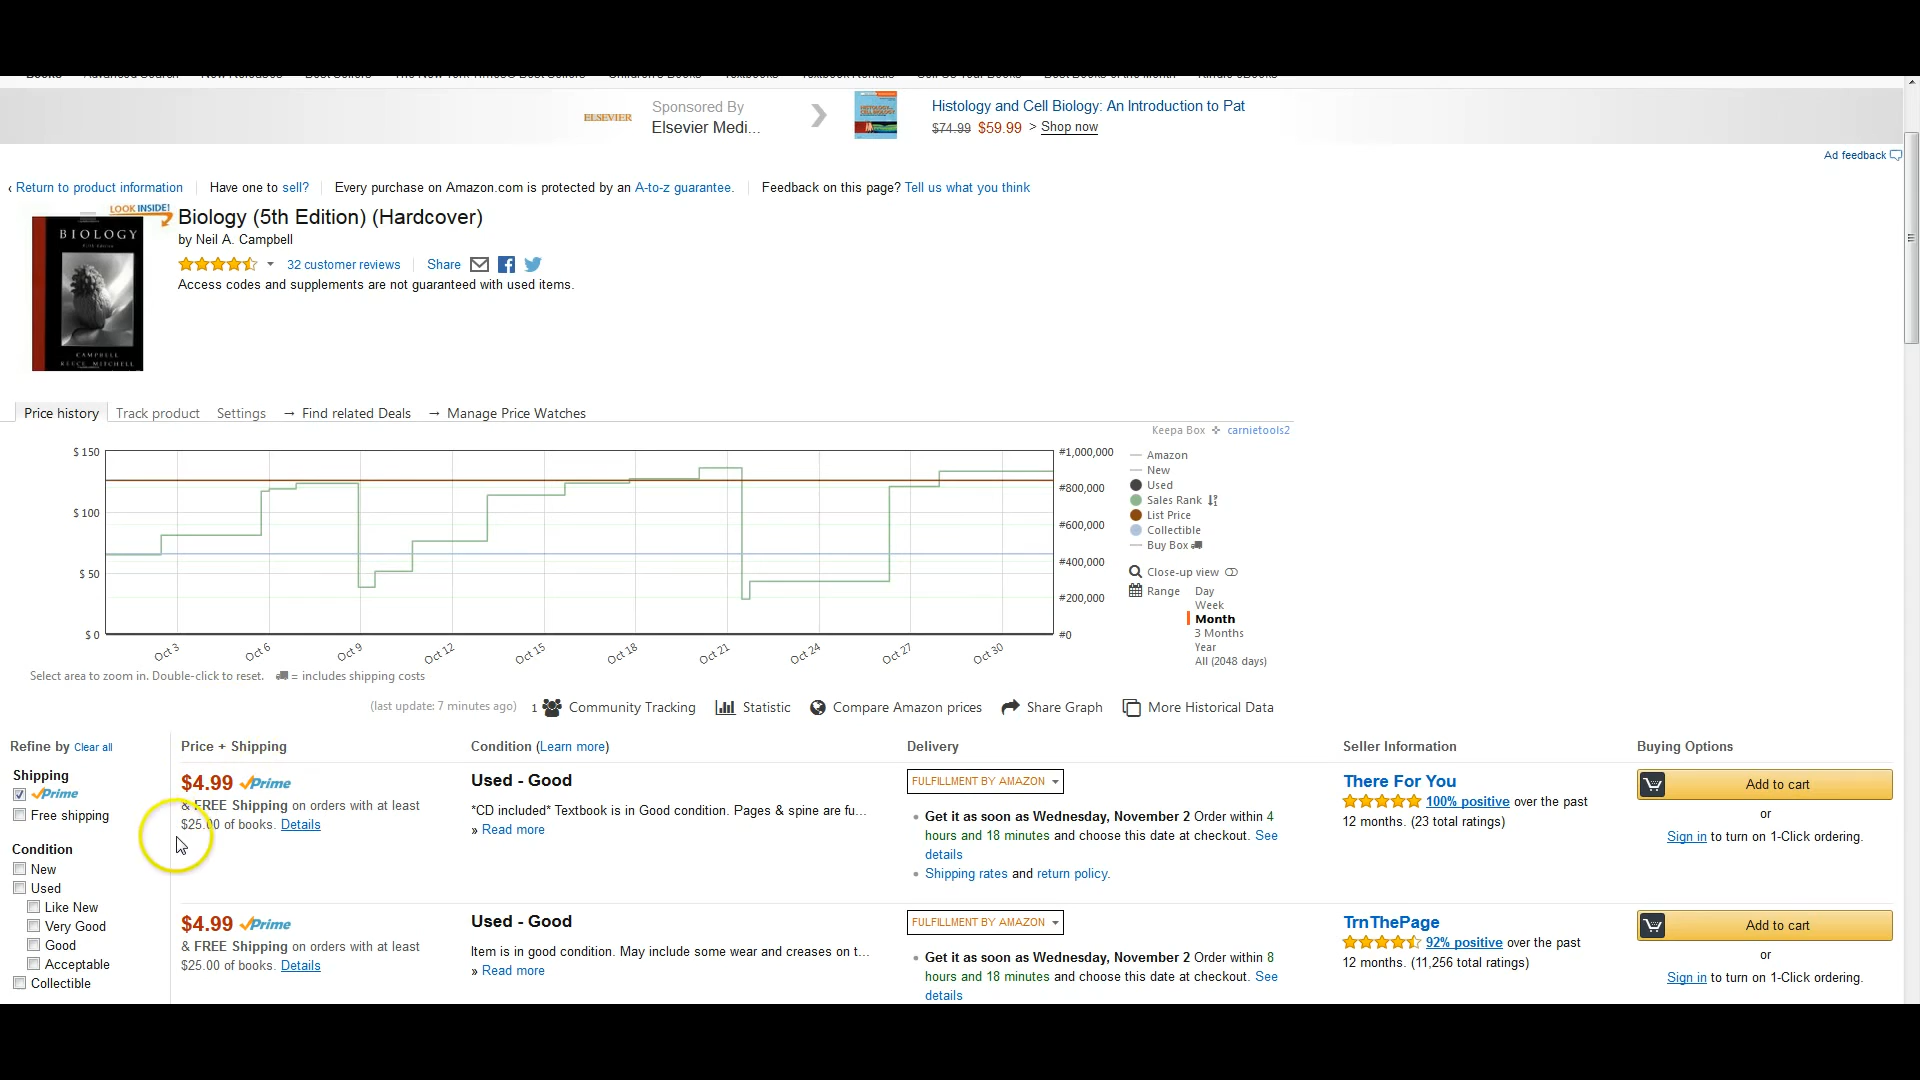 ELSEVIER
Sponsored By
Elsevier Medi...
Histology and Cell Biology: An Introduction to Pat
$74.99 $59.99 > Shop now
Ad feedback
‹ Return to product information
Have one to sell?
Every purchase on Amazon.com is protected by an A-to-z guarantee.
Feedback on this page? Tell us what you think
LOOK INSIDE!
BIOLOGY
CAMPBELL
REECE MITCHELL
Biology (5th Edition) (Hardcover)
by Neil A. Campbell
32 customer reviews
Share
Access codes and supplements are not guaranteed with used items.
Price history
Track product
Settings
→ Find related Deals
→ Manage Price Watches
Keepa Box
carnietools2
$ 150
$ 100
$ 50
$ 0
#1,000,000
#800,000
#600,000
#400,000
#200,000
#0
Oct 3
Oct 6
Oct 9
Oct 12
Oct 15
Oct 18
Oct 21
Oct 24
Oct 27
Oct 30
Amazon
New
Used
Sales Rank
List Price
Collectible
Buy Box
Close-up view
Range
Day
Week
Month
3 Months
Year
All (2048 days)
Select area to zoom in. Double-click to reset.
= includes shipping costs
(last update: 7 minutes ago)
1 Community Tracking
Statistic
Compare Amazon prices
Share Graph
More Historical Data
Refine by Clear all
Shipping
Prime
Free shipping
Condition
New
Used
Like New
Very Good
Good
Acceptable
Collectible
Price + Shipping
Condition (Learn more)
Delivery
Seller Information
Buying Options
$4.99 Prime
& FREE Shipping on orders with at least
$25.00 of books. Details
Used - Good
*CD included* Textbook is in Good condition. Pages & spine are fu...
» Read more
FULFILLMENT BY AMAZON
Get it as soon as Wednesday, November 2 Order within 4
hours and 18 minutes and choose this date at checkout. See
details
Shipping rates and return policy.
There For You
100% positive over the past
12 months. (23 total ratings)
Add to cart
or
Sign in to turn on 1-Click ordering.
$4.99 Prime
& FREE Shipping on orders with at least
$25.00 of books. Details
Used - Good
Item is in good condition. May include some wear and creases on t...
» Read more
FULFILLMENT BY AMAZON
Get it as soon as Wednesday, November 2 Order within 8
hours and 18 minutes and choose this date at checkout. See
details
TrnThePage
92% positive over the past
12 months. (11,256 total ratings)
Add to cart
or
Sign in to turn on 1-Click ordering.